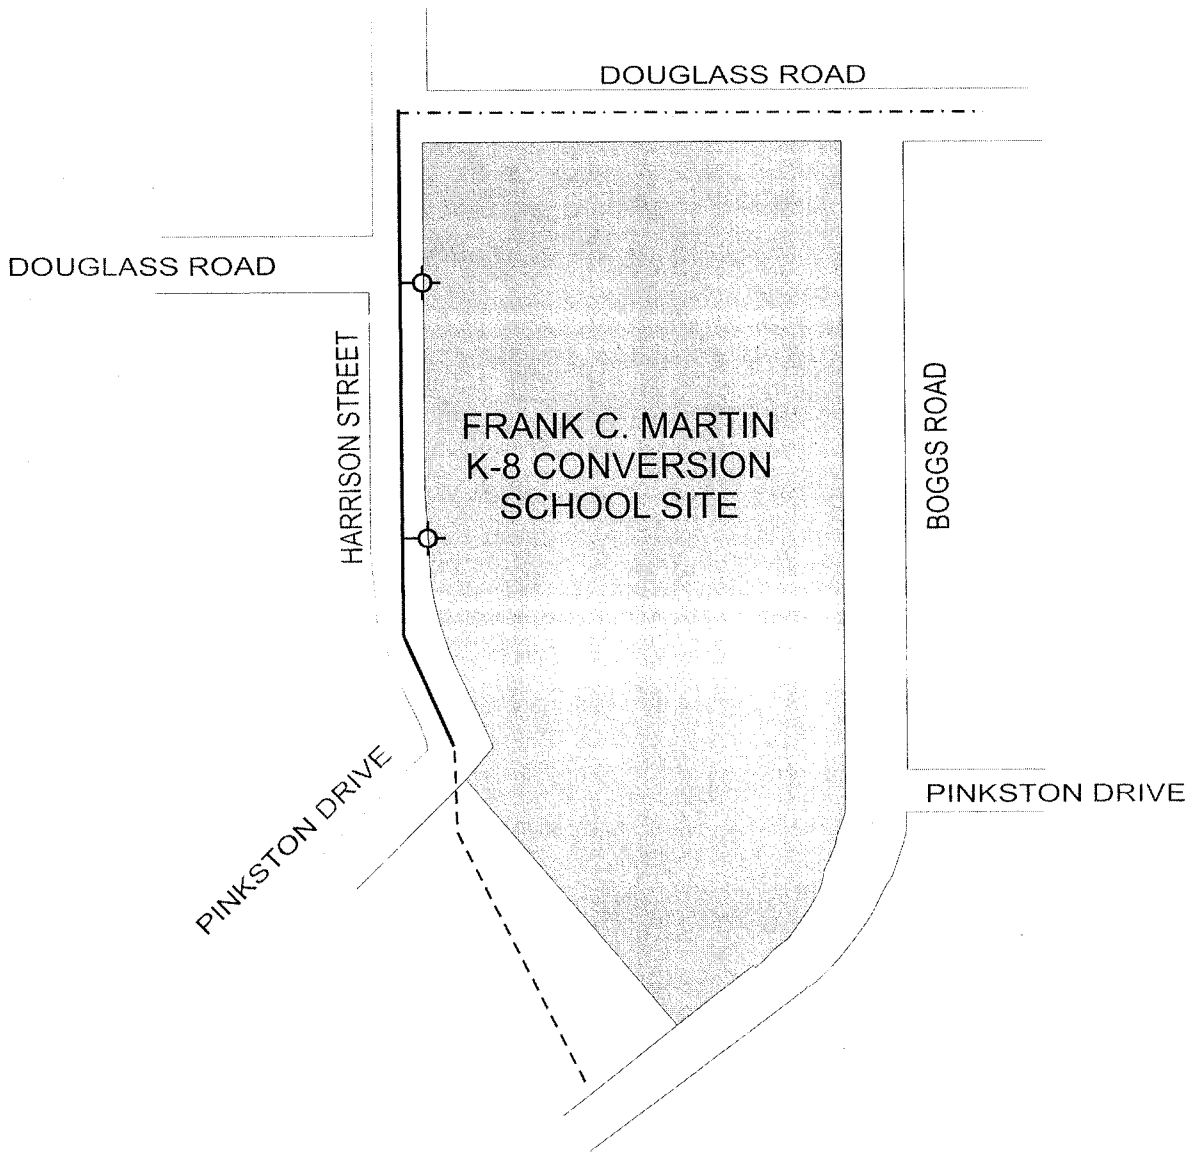 DOUGLASS ROAD
DOUGLASS ROAD
HARRISON STREET
FRANK C. MARTIN
K-8 CONVERSION
SCHOOL SITE
BOGGS ROAD
PINKSTON DRIVE
PINKSTON DRIVE